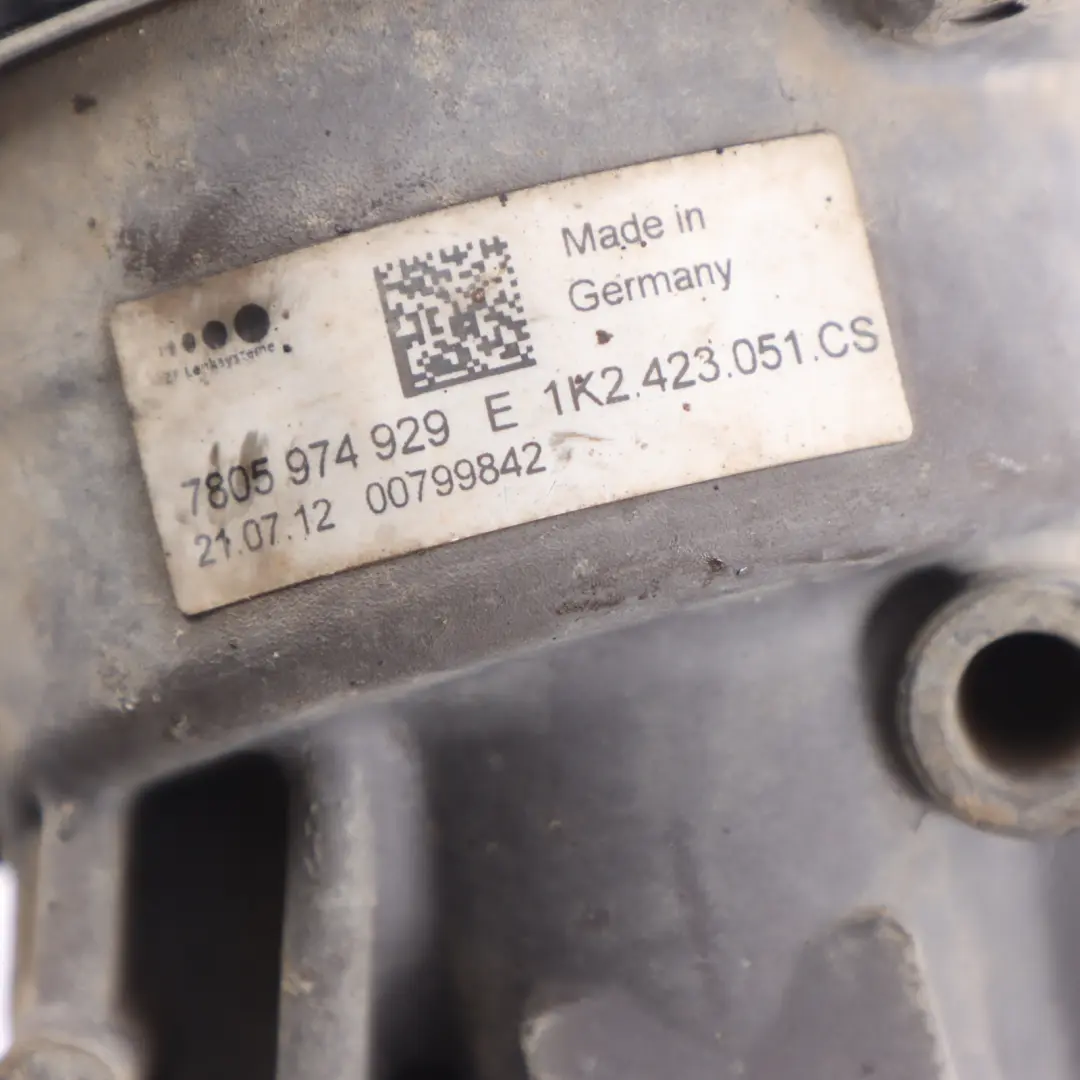 Made in
Germany
ZF Lenksysteme
7805 974 929 E 1K2.423.051.CS
21.07.12 00799842